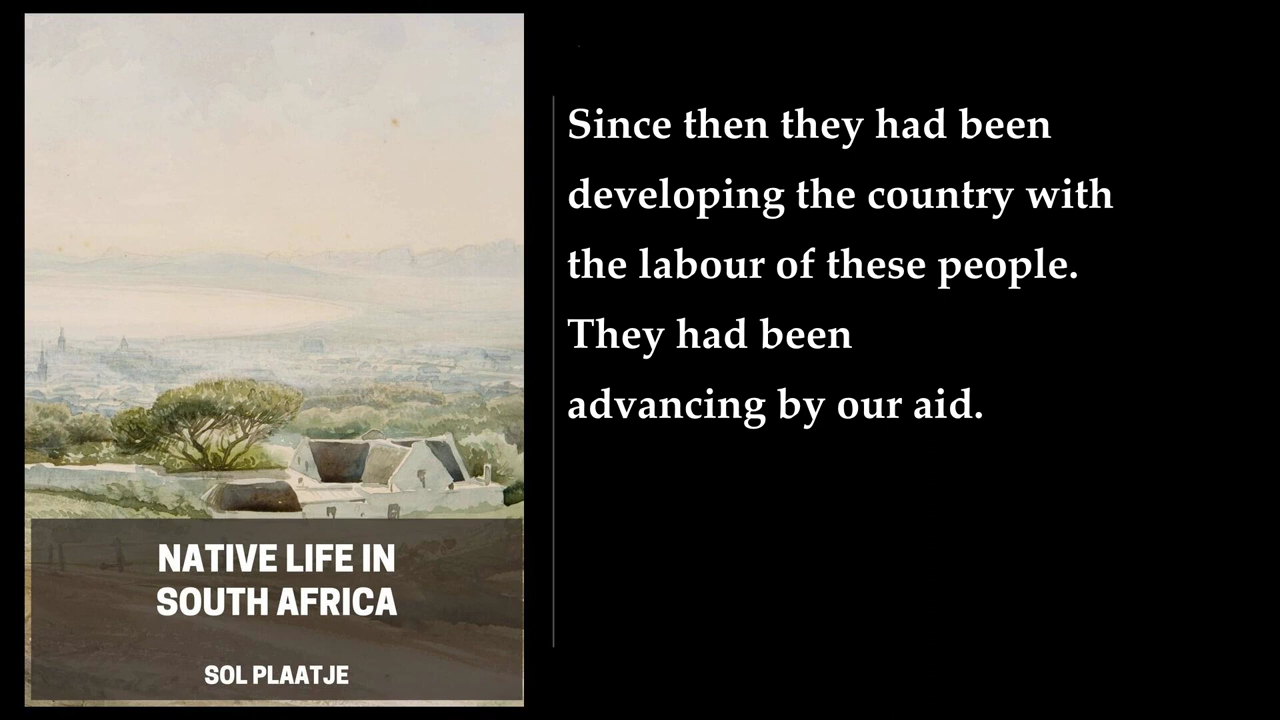 Since then they had been
developing the country with
the labour of these people.
They had been
advancing by our aid.
NATIVE LIFE IN
SOUTH AFRICA
SOL PLAATJE